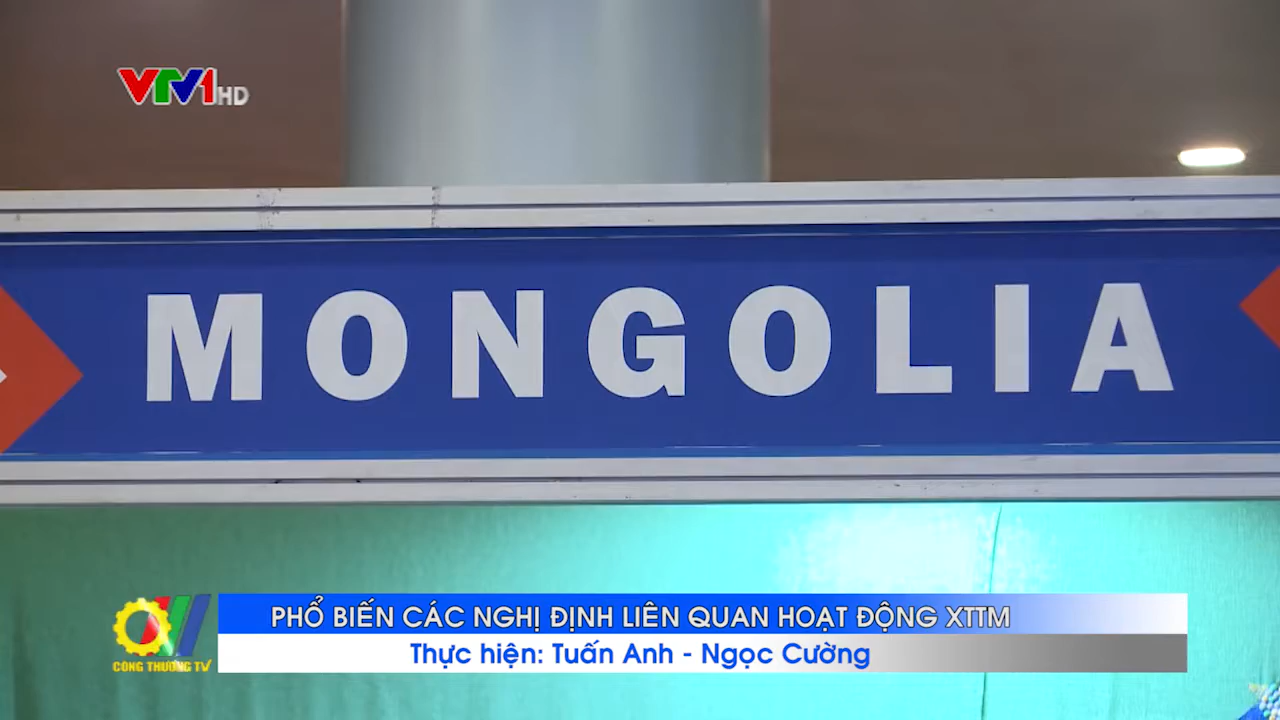 VTV1HD
MONGOLIA
PHỔ BIẾN CÁC NGHỊ ĐỊNH LIÊN QUAN HOẠT ĐỘNG XTTM
Thực hiện: Tuấn Anh - Ngọc Cường
CÔNG THƯƠNG TV